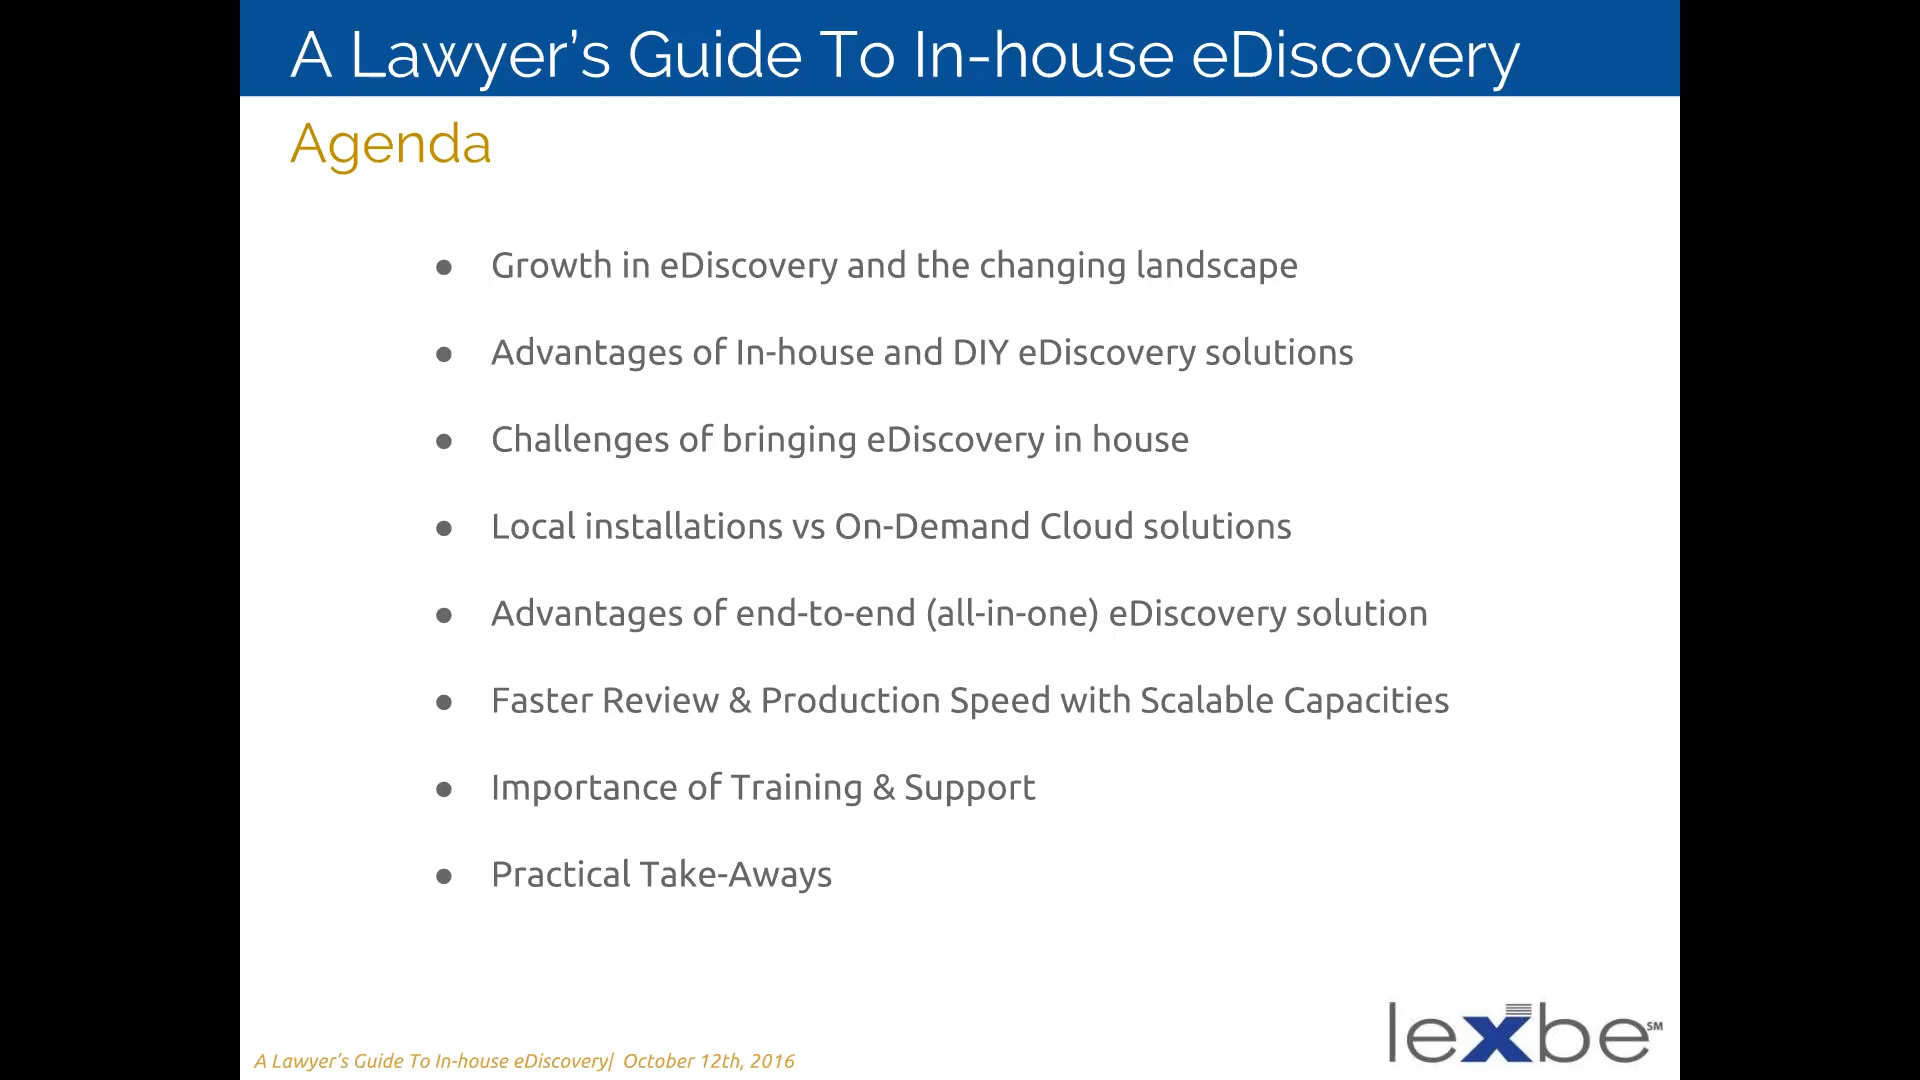 A Lawyer’s Guide To In-house eDiscovery
Agenda
● Growth in eDiscovery and the changing landscape
● Advantages of In-house and DIY eDiscovery solutions
● Challenges of bringing eDiscovery in house
● Local installations vs On-Demand Cloud solutions
● Advantages of end-to-end (all-in-one) eDiscovery solution
● Faster Review & Production Speed with Scalable Capacities
● Importance of Training & Support
● Practical Take-Aways
lexbe SM
A Lawyer’s Guide To In-house eDiscovery| October 12th, 2016